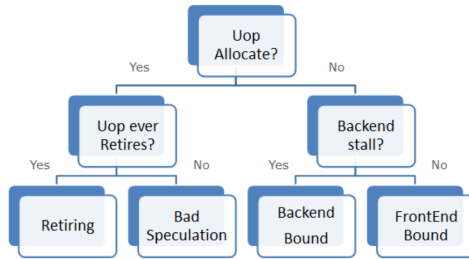 Uop
Allocate?
Yes
No
Uop ever
Retires?
Backend
stall?
Yes
No
Yes
No
Retiring
Bad
Speculation
Backend
Bound
FrontEnd
Bound